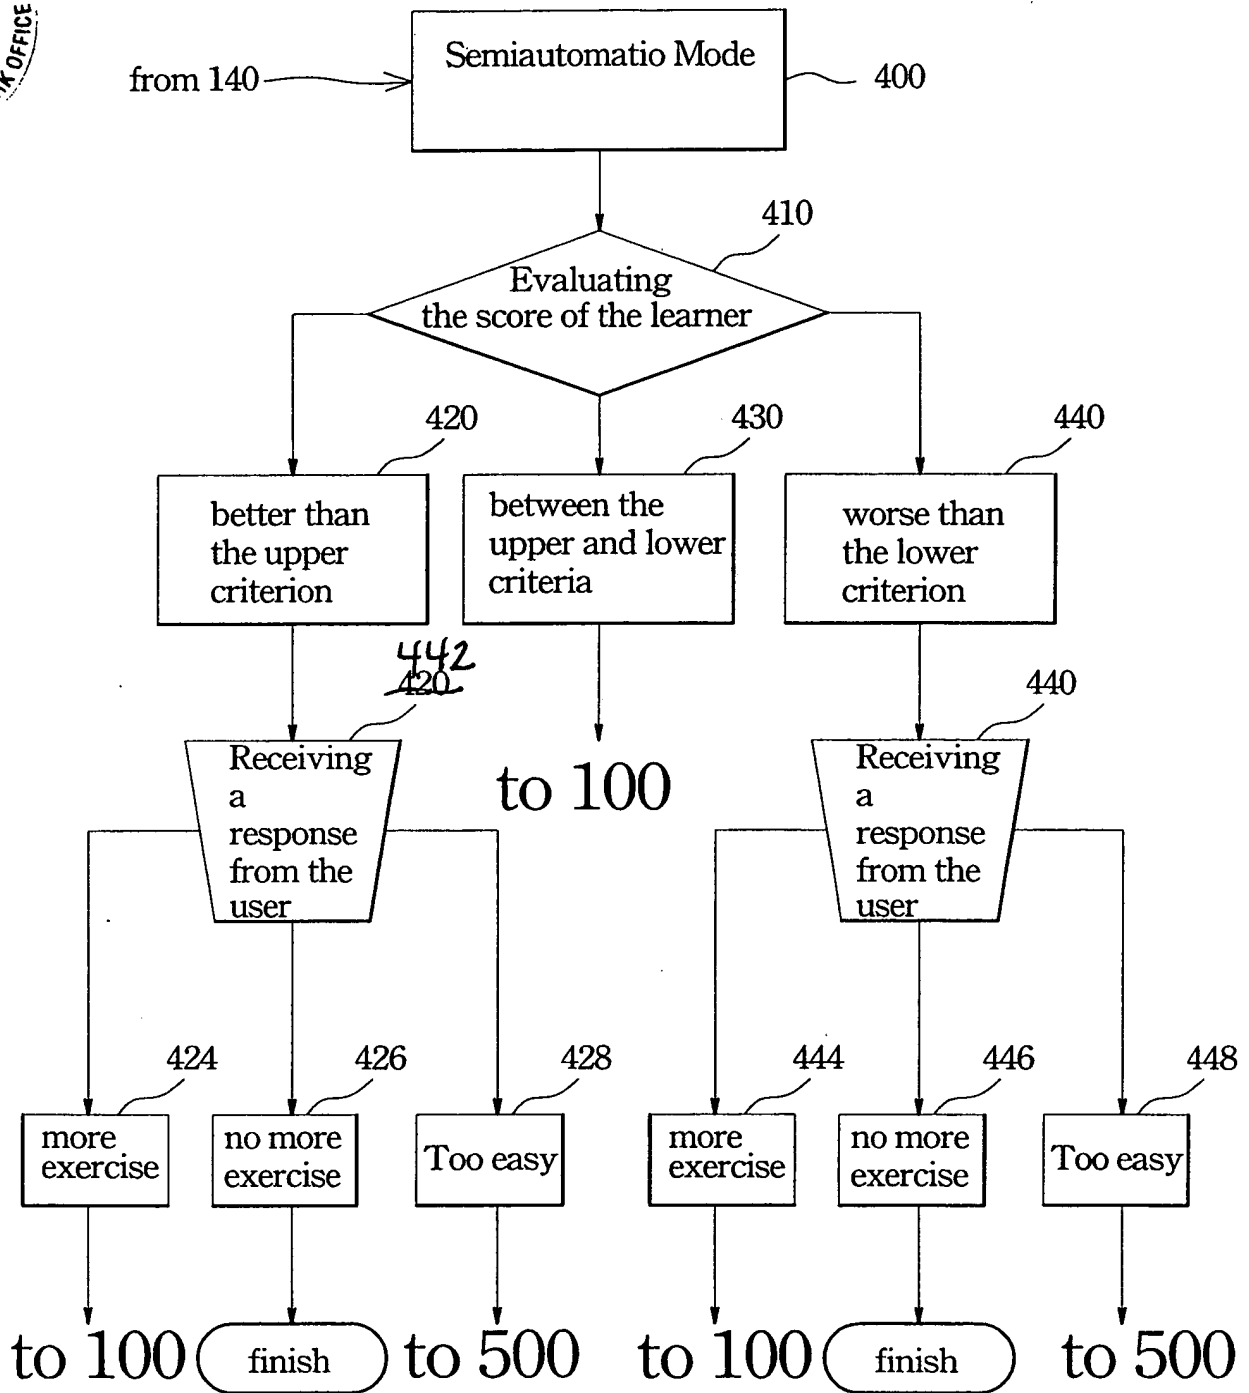 OFFICE
Semiautomatio Mode
from 140
400
410
Evaluating
the score of the learner
420
430
440
better than
the upper
criterion
between the
upper and lower
criteria
worse than
the lower
criterion
442
420
440
Receiving
a
response
from the
user
to 100
Receiving
a
response
from the
user
424
426
428
444
446
448
more
exercise
no more
exercise
Too easy
more
exercise
no more
exercise
Too easy
to 100
finish
to 500
to 100
finish
to 500